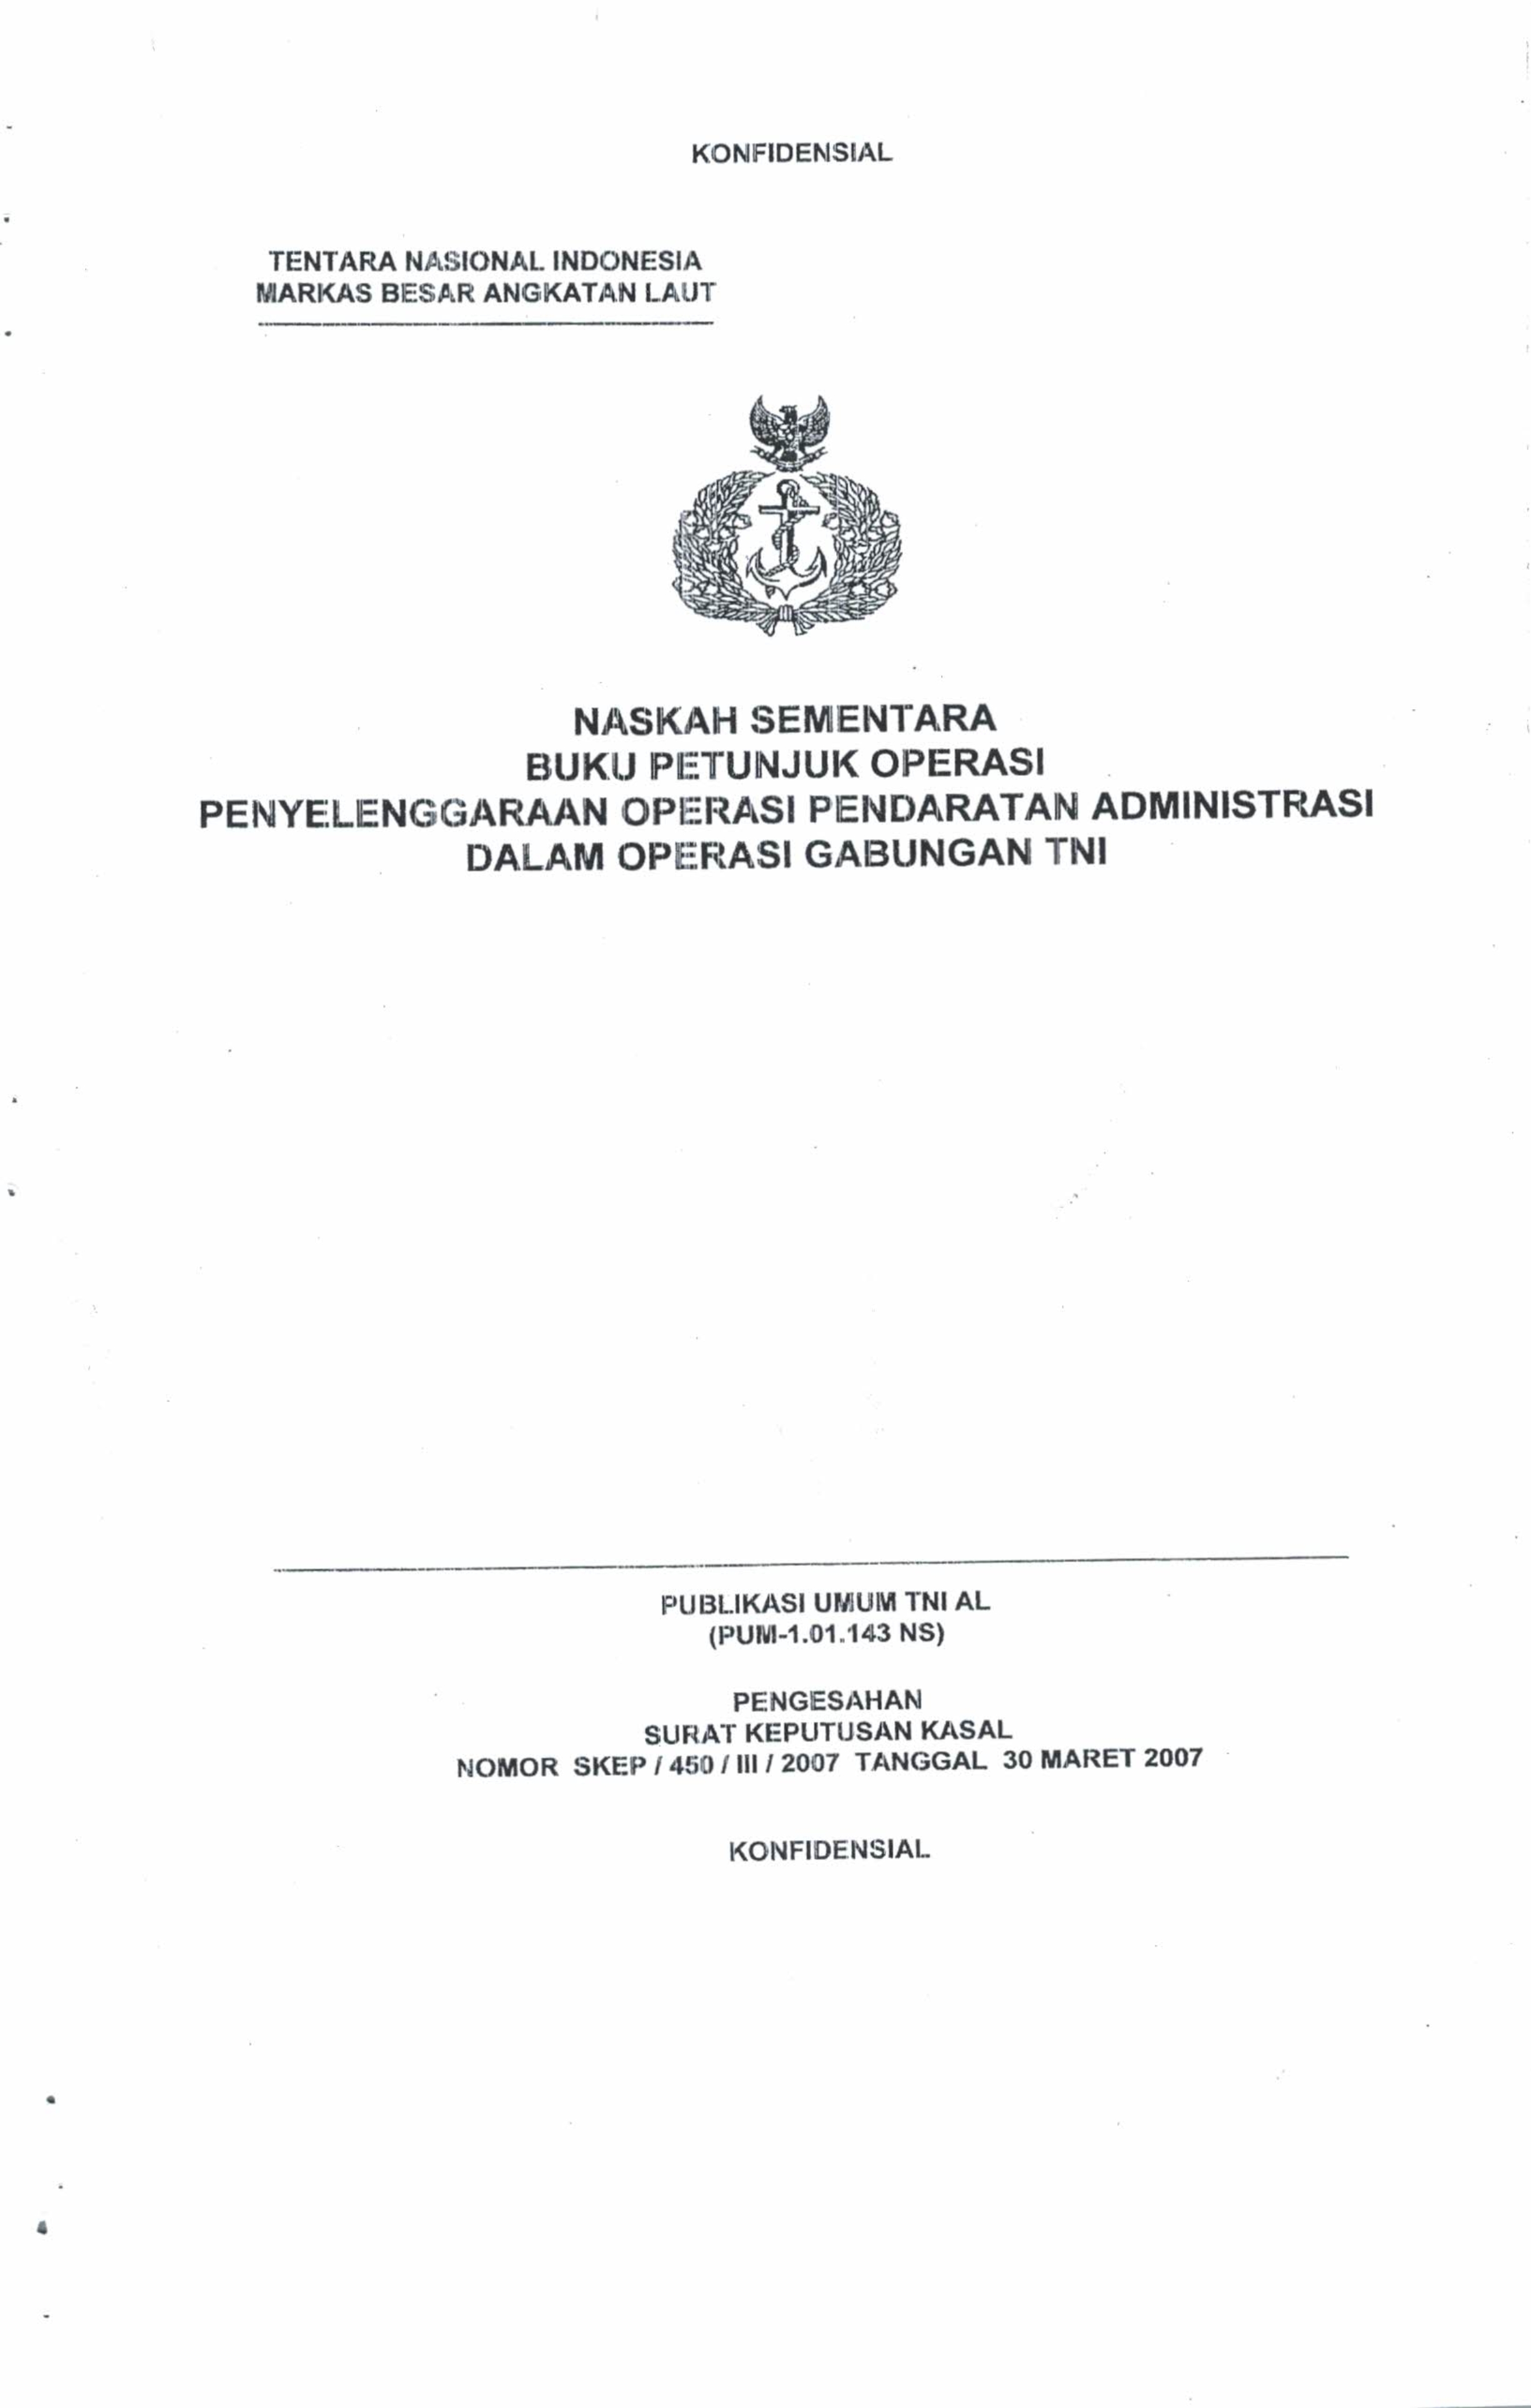 KONFIDENSIAL
TENTARA NASIONAL INDONESIA
MARKAS BESAR ANGKATAN LAUT
NASKAH SEMENTARA
BUKU PETUNJUK OPERASI
PENYELENGGARAAN OPERASI PENDARATAN ADMINISTRASI
DALAM OPERASI GABUNGAN TNI
PUBLIKASI UMUM TNI AL
(PUM-1.01.143 NS)
PENGESAHAN
SURAT KEPUTUSAN KASAL
NOMOR SKEP / 450 / III / 2007 TANGGAL 30 MARET 2007
KONFIDENSIAL